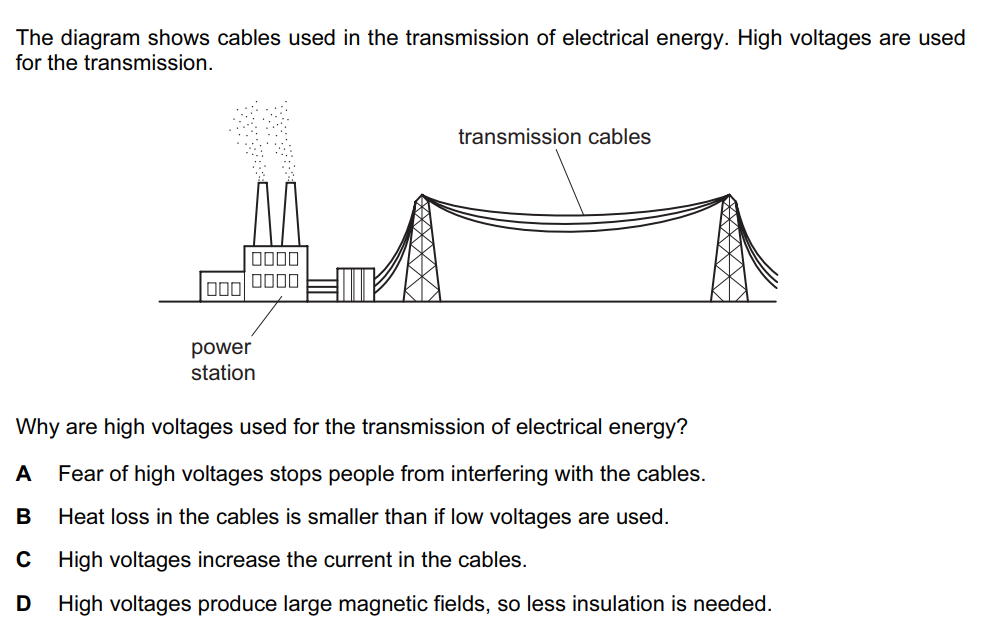 The diagram shows cables used in the transmission of electrical energy. High voltages are used
for the transmission.
transmission cables
power
station
Why are high voltages used for the transmission of electrical energy?
A Fear of high voltages stops people from interfering with the cables.
B Heat loss in the cables is smaller than if low voltages are used.
C High voltages increase the current in the cables.
D High voltages produce large magnetic fields, so less insulation is needed.